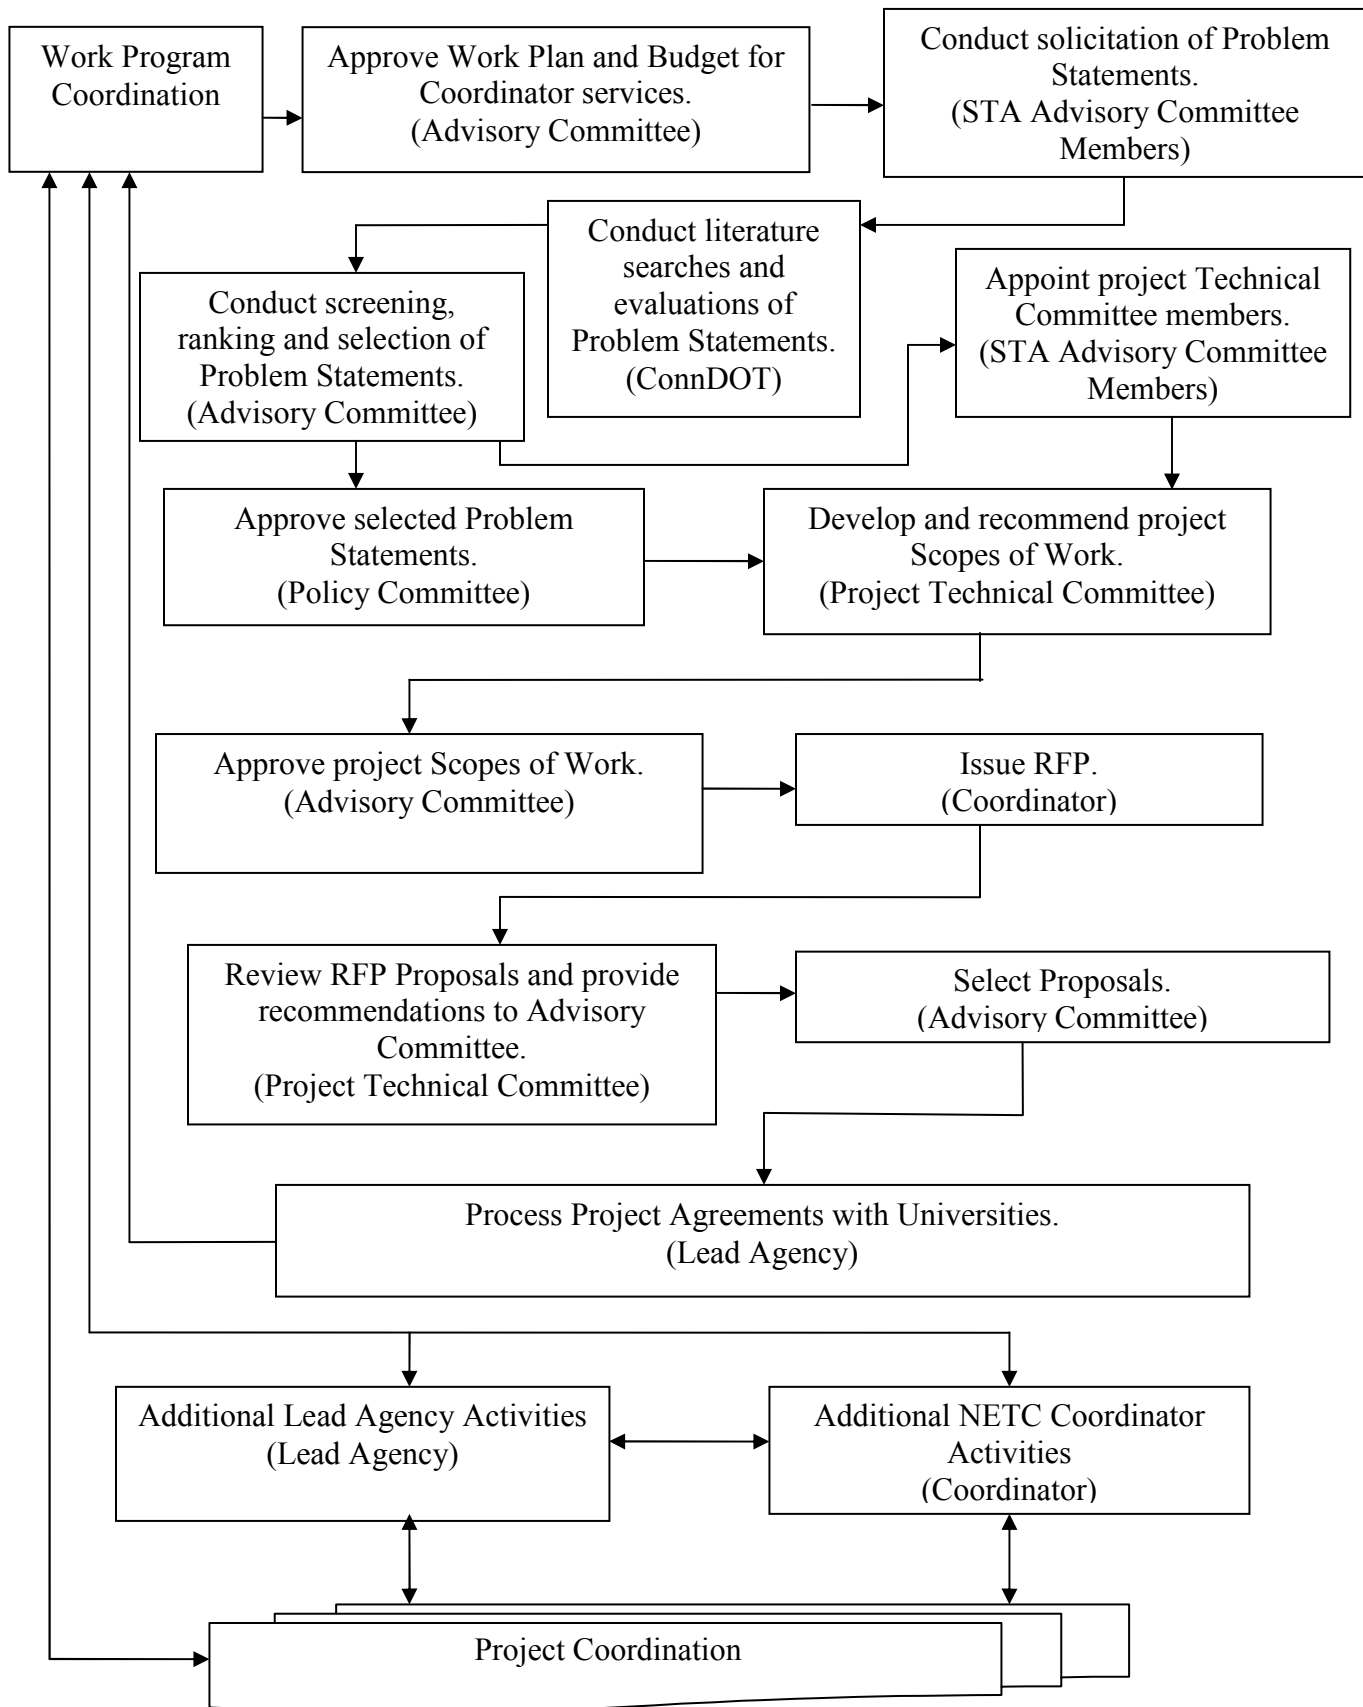 Work Program
Coordination
Approve Work Plan and Budget for
Coordinator services.
(Advisory Committee)
Conduct solicitation of Problem
Statements.
(STA Advisory Committee
Members)
Conduct literature
searches and
evaluations of
Problem Statements.
(ConnDOT)
Conduct screening,
ranking and selection of
Problem Statements.
(Advisory Committee)
Appoint project Technical
Committee members.
(STA Advisory Committee
Members)
Approve selected Problem
Statements.
(Policy Committee)
Develop and recommend project
Scopes of Work.
(Project Technical Committee)
Approve project Scopes of Work.
(Advisory Committee)
Issue RFP.
(Coordinator)
Review RFP Proposals and provide
recommendations to Advisory
Committee.
(Project Technical Committee)
Select Proposals.
(Advisory Committee)
Process Project Agreements with Universities.
(Lead Agency)
Additional Lead Agency Activities
(Lead Agency)
Additional NETC Coordinator
Activities
(Coordinator)
Project Coordination